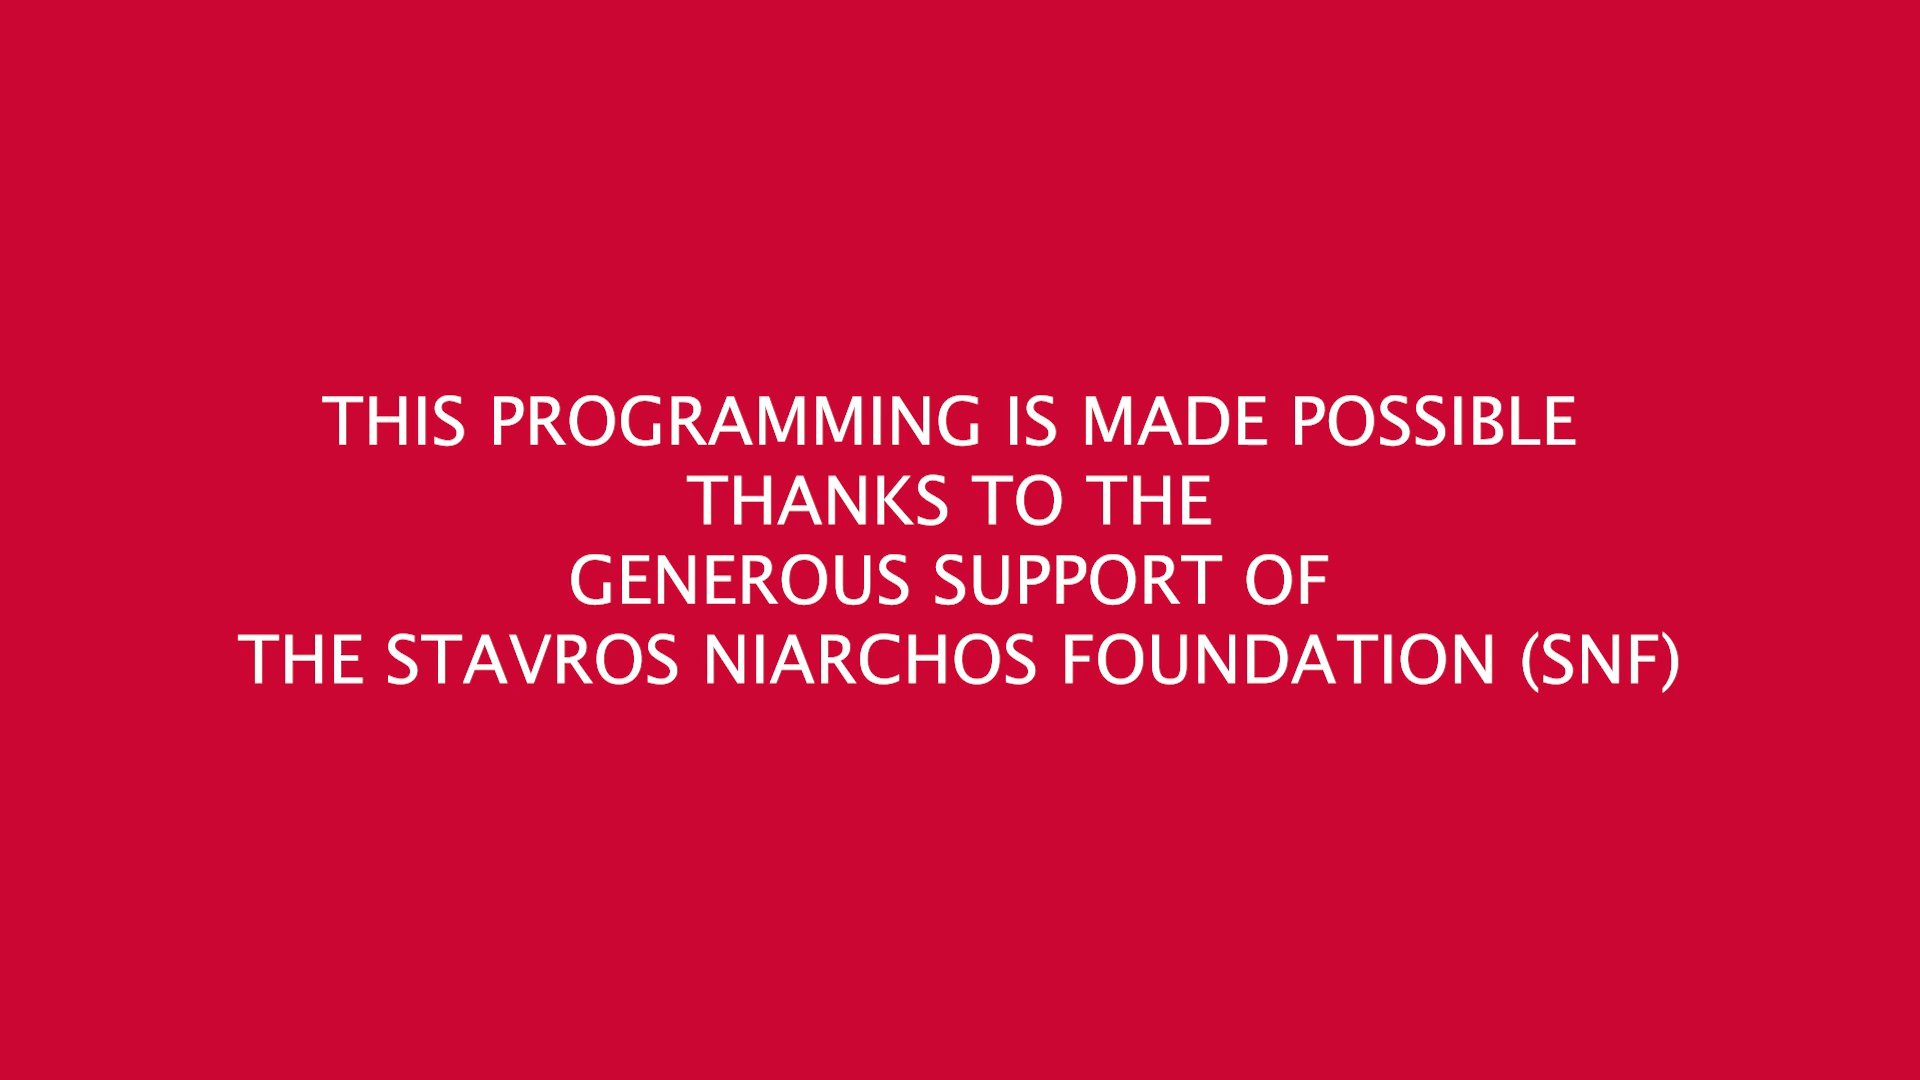 THIS PROGRAMMING IS MADE POSSIBLE
THANKS TO THE
GENEROUS SUPPORT OF
THE STAVROS NIARCHOS FOUNDATION (SNF)